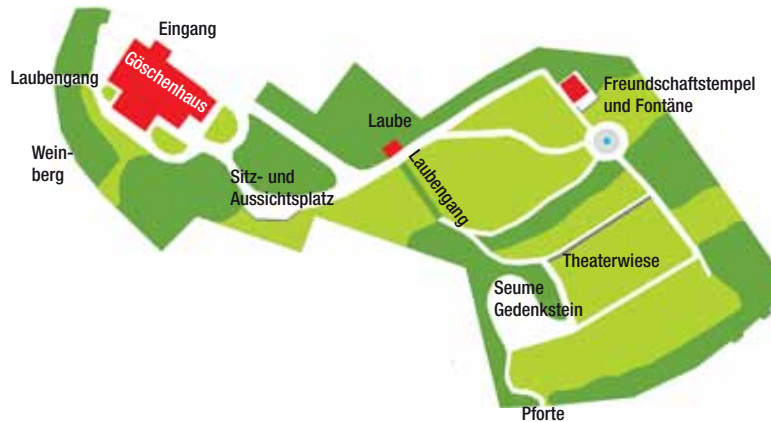 Eingang
Göschenhaus
Laubengang
Wein-
berg
Sitz- und
Aussichtsplatz
Laube
Laubengang
Freundschaftstempel
und Fontäne
Theaterwiese
Seume
Gedenkstein
Pforte